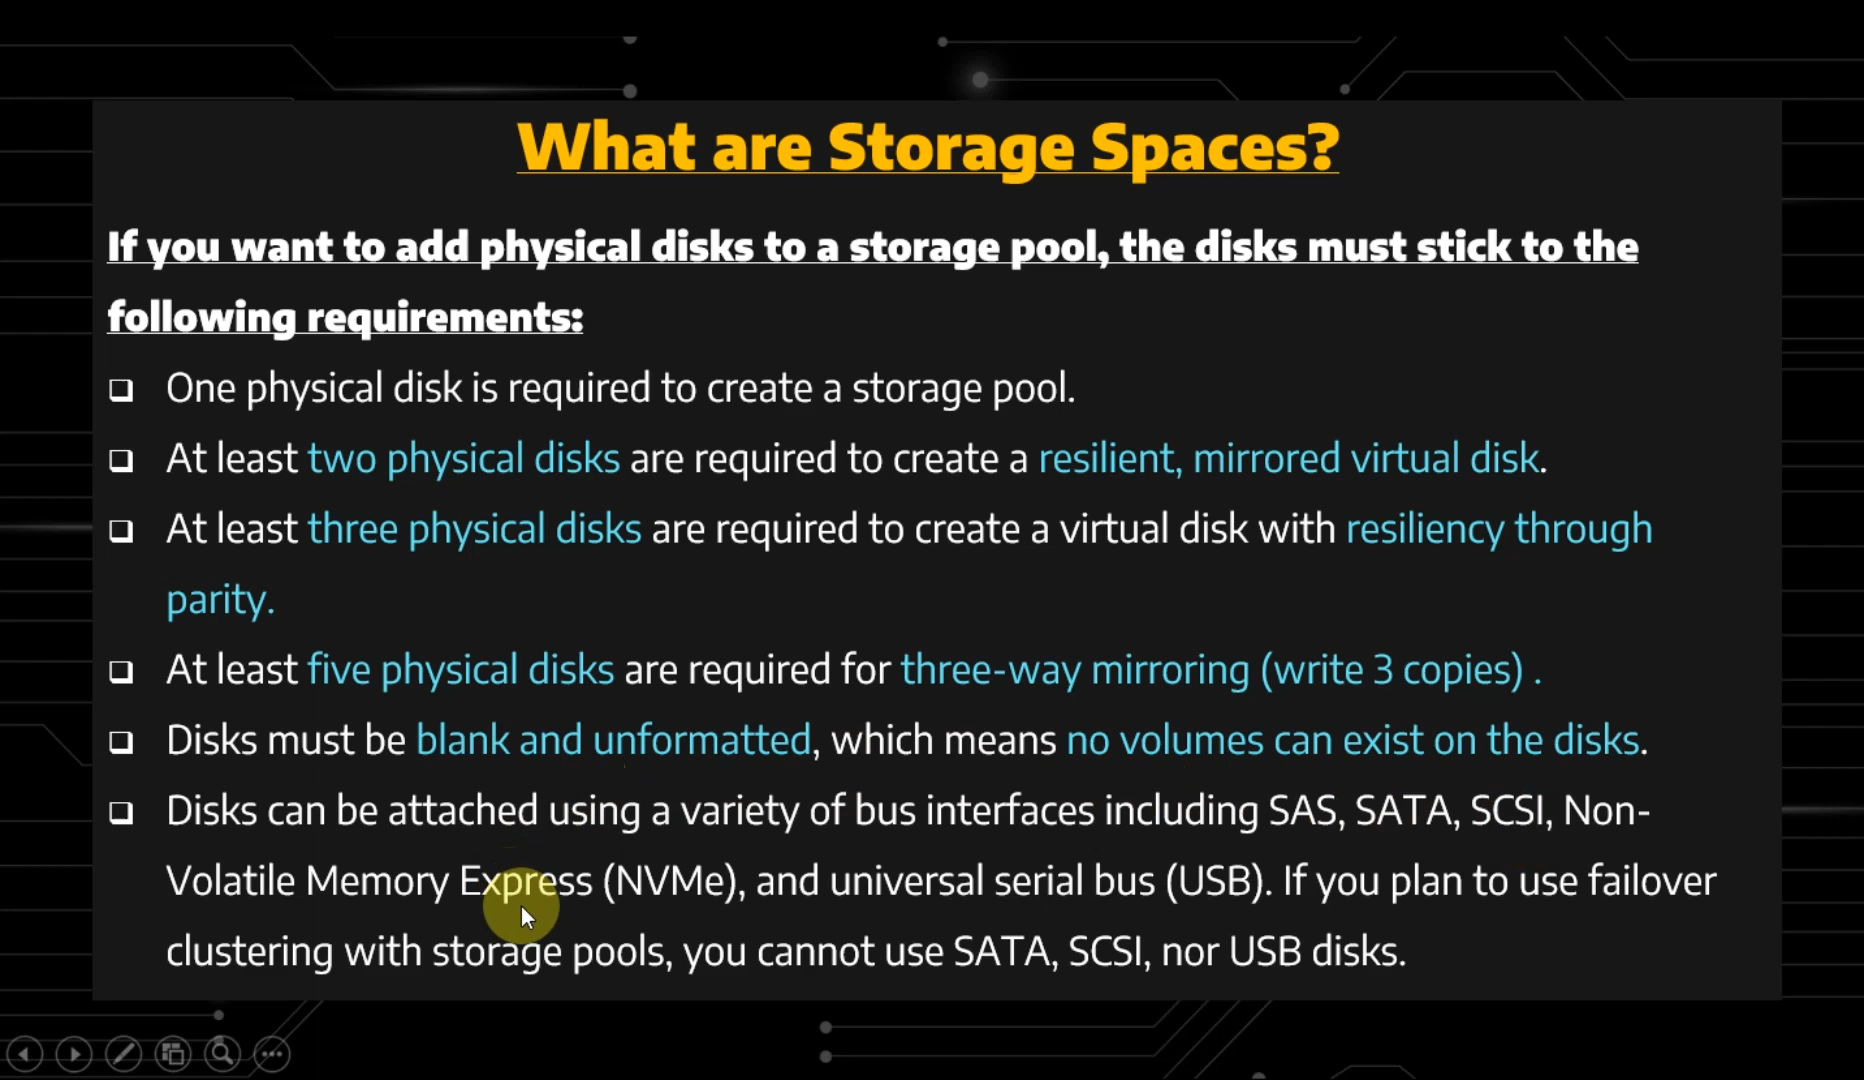 What are Storage Spaces?
If you want to add physical disks to a storage pool, the disks must stick to the
following requirements:
❑ One physical disk is required to create a storage pool.
❑ At least two physical disks are required to create a resilient, mirrored virtual disk.
❑ At least three physical disks are required to create a virtual disk with resiliency through
parity.
❑ At least five physical disks are required for three-way mirroring (write 3 copies) .
❑ Disks must be blank and unformatted, which means no volumes can exist on the disks.
❑ Disks can be attached using a variety of bus interfaces including SAS, SATA, SCSI, Non-
Volatile Memory Express (NVMe), and universal serial bus (USB). If you plan to use failover
clustering with storage pools, you cannot use SATA, SCSI, nor USB disks.